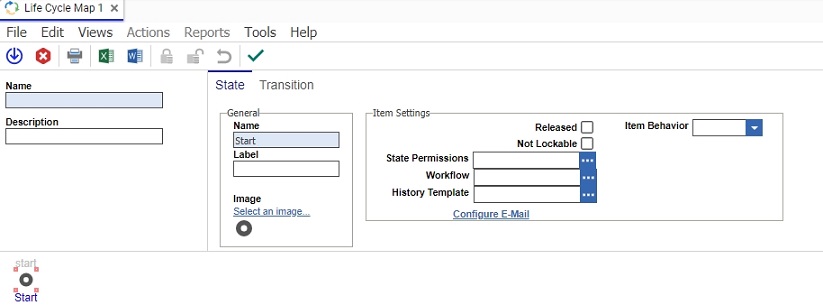 Life Cycle Map 1
File Edit Views Actions Reports Tools Help
Name
Description
State Transition
General
Name
Start
Label
Image
Select an image...
Item Settings
Released
Not Lockable
State Permissions
Workflow
History Template
Configure E-Mail
Item Behavior
start
Start